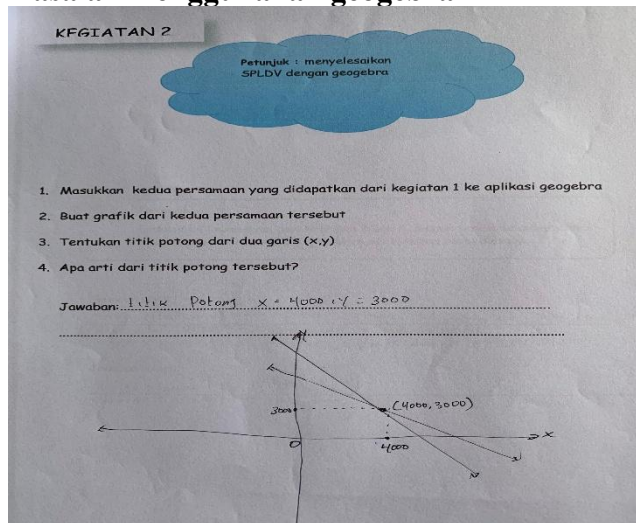 KEGIATAN 2
Petunjuk : menyelesaikan
SPLDV dengan geogebra
1. Masukkan kedua persamaan yang didapatkan dari kegiatan 1 ke aplikasi geogebra
2. Buat grafik dari kedua persamaan tersebut
3. Tentukan titik potong dari dua garis (x,y)
4. Apa arti dari titik potong tersebut?
Jawaban: titik Potong x = 4000, y = 3000
(4000, 3000)
3000
x
0
4000